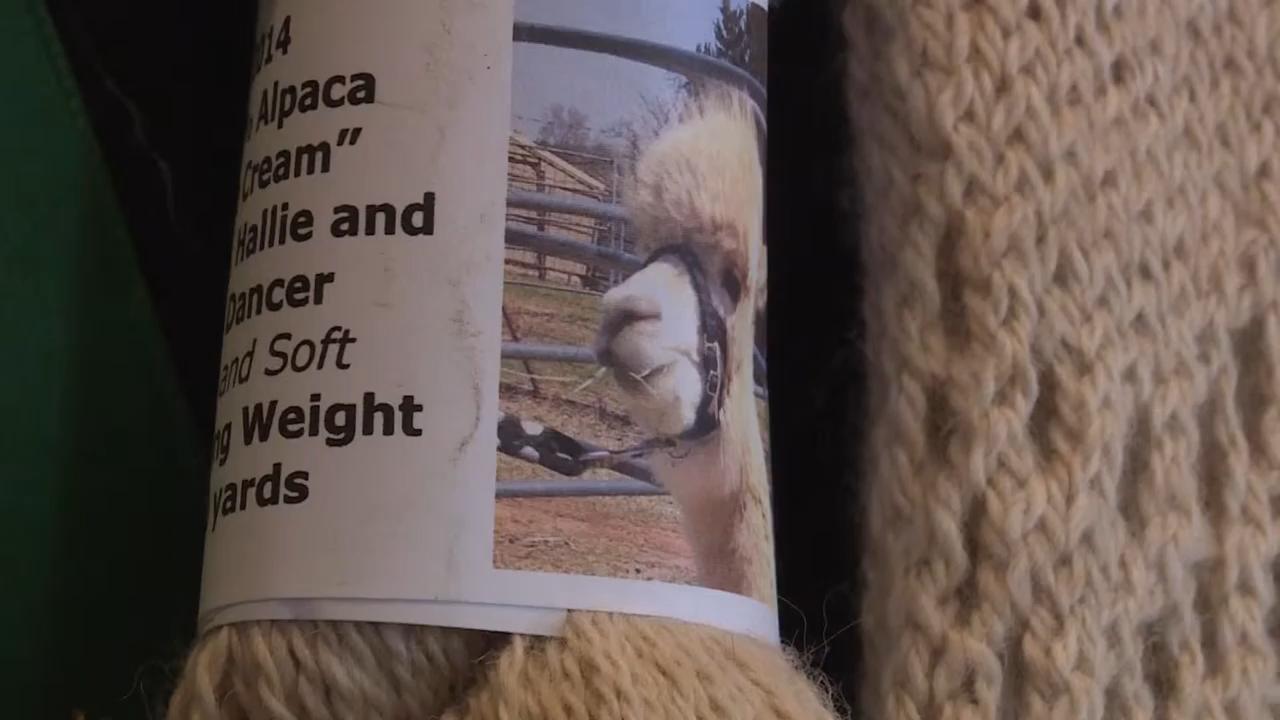 014
Alpaca
Cream”
Hallie and
Dancer
and Soft
Weight
yards